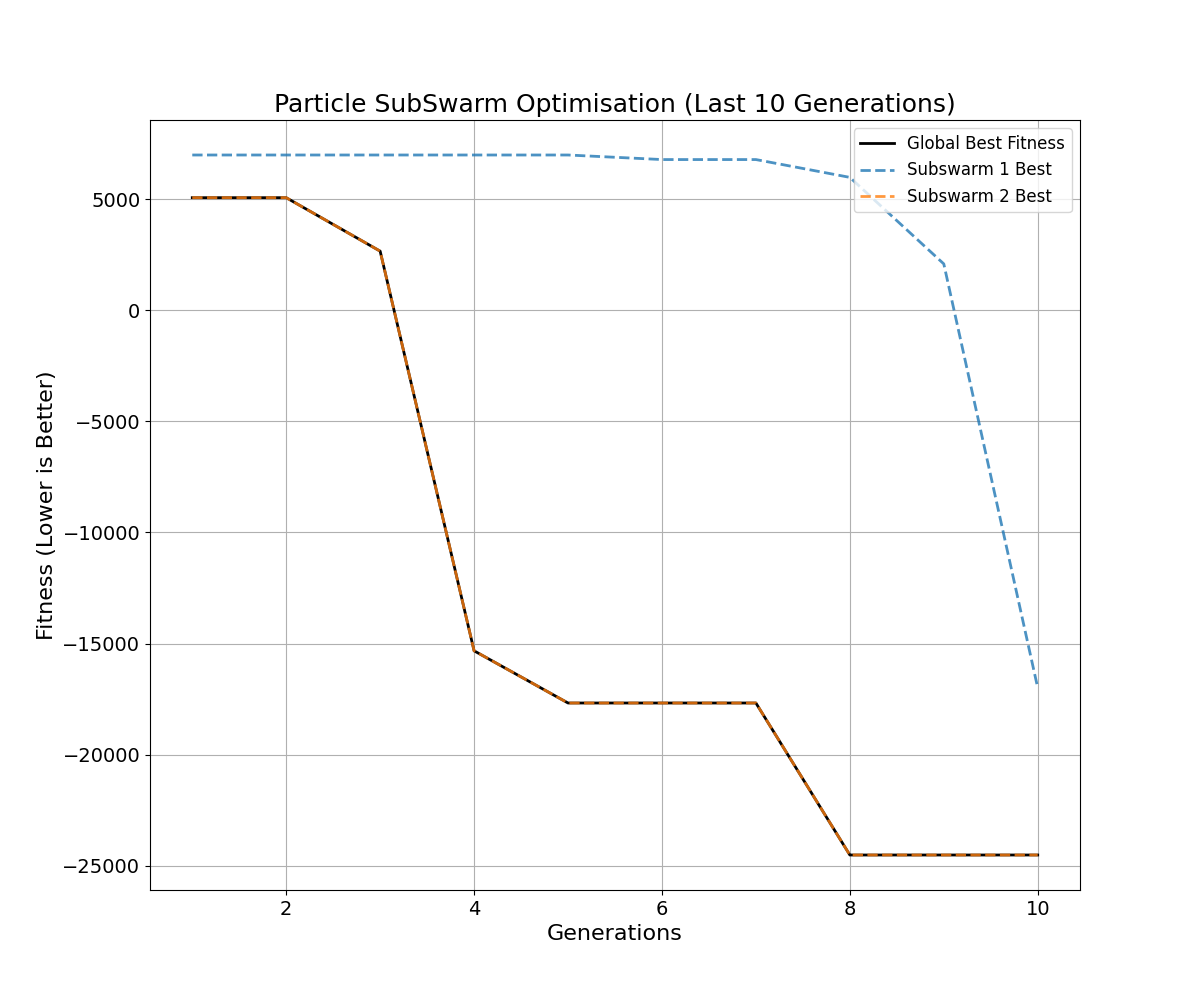 Particle SubSwarm Optimisation (Last 10 Generations)
Global Best Fitness
Subswarm 1 Best
Subswarm 2 Best
Fitness (Lower is Better)
5000
0
−5000
−10000
−15000
−20000
−25000
2 4 6 8 10
Generations